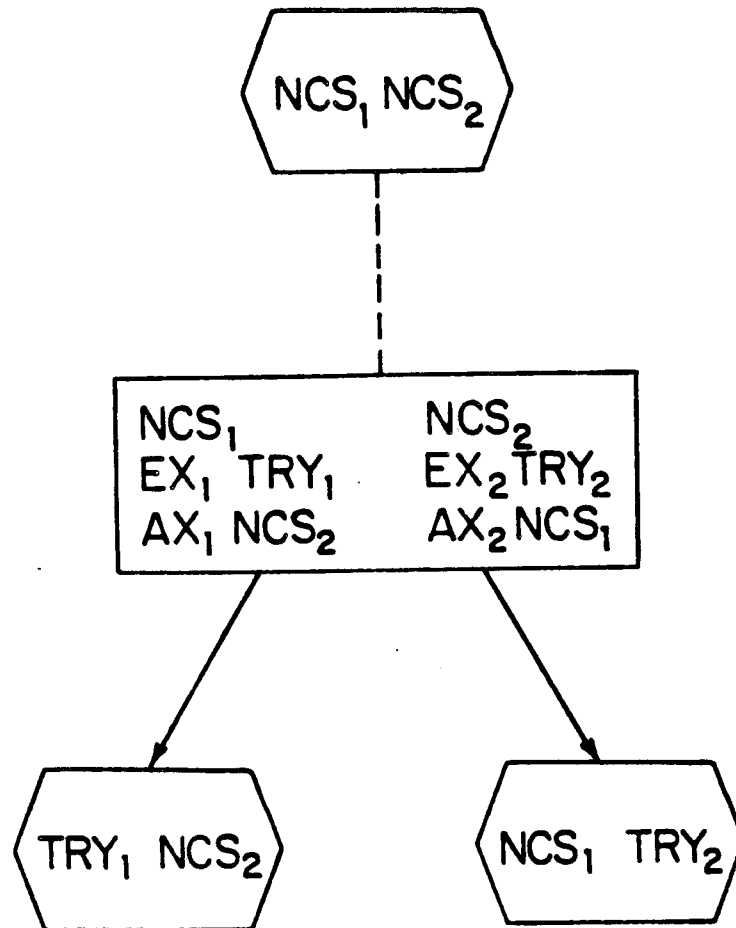 NCS₁ NCS₂
NCS₁ NCS₂
EX₁ TRY₁ EX₂ TRY₂
AX₁ NCS₂ AX₂ NCS₁
TRY₁ NCS₂
NCS₁ TRY₂